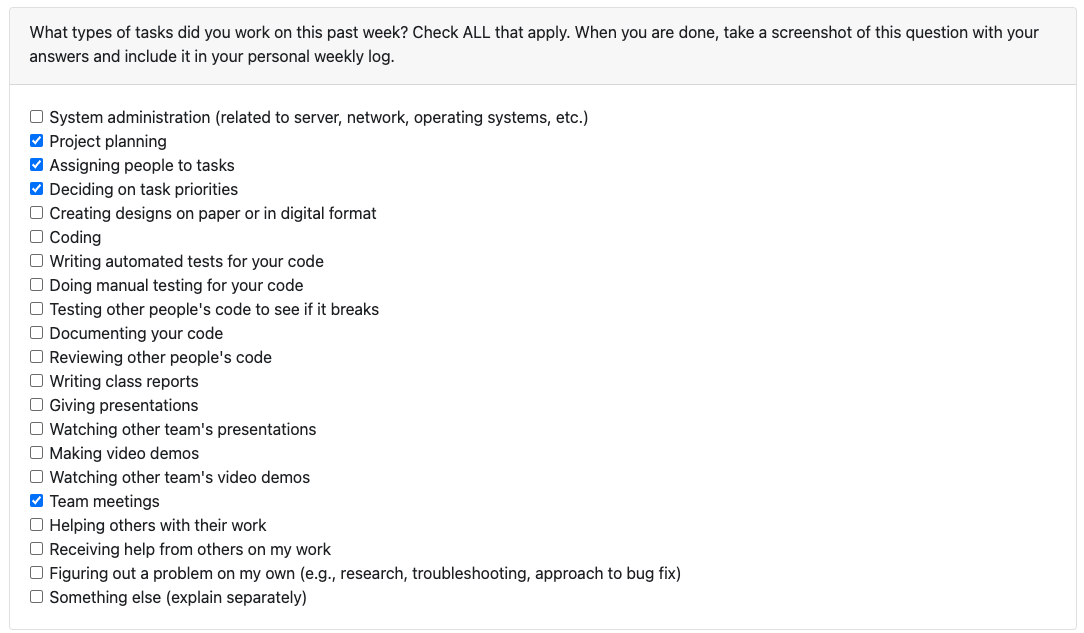 What types of tasks did you work on this past week? Check ALL that apply. When you are done, take a screenshot of this question with your
answers and include it in your personal weekly log.
System administration (related to server, network, operating systems, etc.)
Project planning
Assigning people to tasks
Deciding on task priorities
Creating designs on paper or in digital format
Coding
Writing automated tests for your code
Doing manual testing for your code
Testing other people's code to see if it breaks
Documenting your code
Reviewing other people's code
Writing class reports
Giving presentations
Watching other team's presentations
Making video demos
Watching other team's video demos
Team meetings
Helping others with their work
Receiving help from others on my work
Figuring out a problem on my own (e.g., research, troubleshooting, approach to bug fix)
Something else (explain separately)